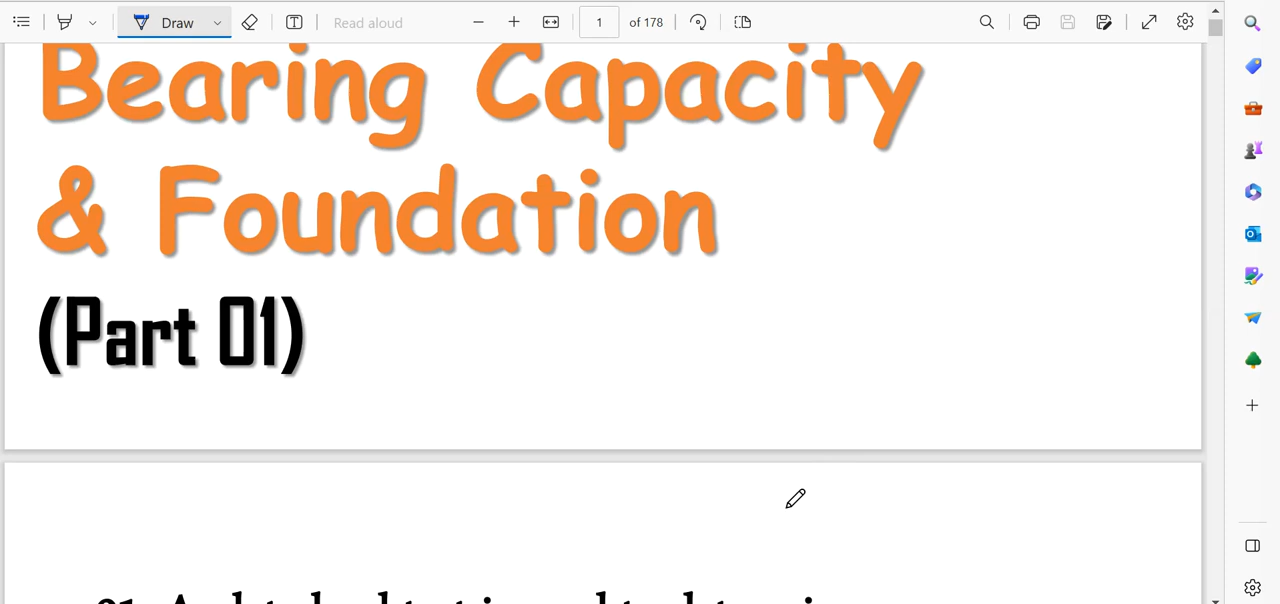 Draw
Read aloud
1 of 178
Bearing Capacity
& Foundation
(Part 01)